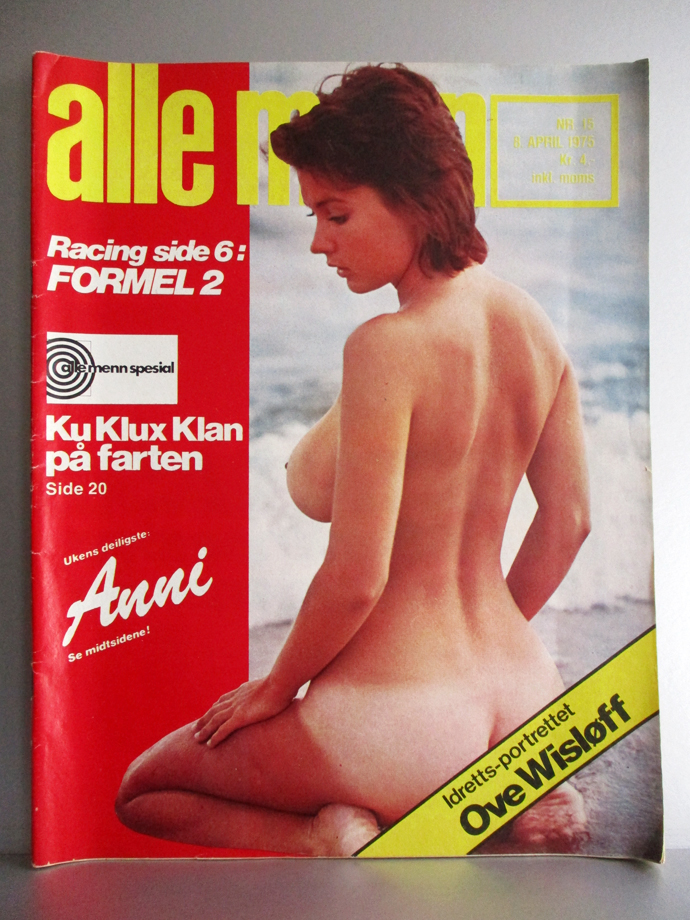 alle menn
NR. 15
8. APRIL 1975
Kr. 4,-
inkl. moms
Racing side 6:
FORMEL 2
alle menn spesial
Ku Klux Klan
på farten
Side 20
Ukens deiligste:
Anni
Se midtsidene!
Idretts-portrettet
Ove Wisløff